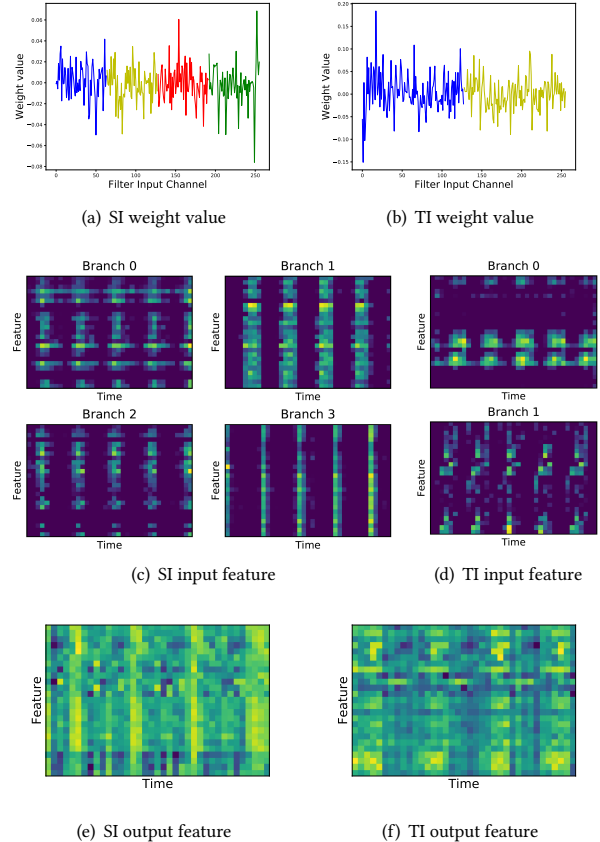 0.06
0.04
0.02
0.00
−0.02
−0.04
−0.06
−0.08
Weight value
0 50 100 150 200 250
Filter Input Channel
(a) SI weight value
0.20
0.15
0.10
0.05
0.00
−0.05
−0.10
−0.15
Weight Value
0 50 100 150 200 250
Filter Input Channel
(b) TI weight value
Branch 0
Feature
Time
Branch 1
Feature
Time
Branch 2
Feature
Time
Branch 3
Feature
Time
(c) SI input feature
Branch 0
Feature
Time
Branch 1
Feature
Time
(d) TI input feature
Feature
Time
(e) SI output feature
Feature
Time
(f) TI output feature